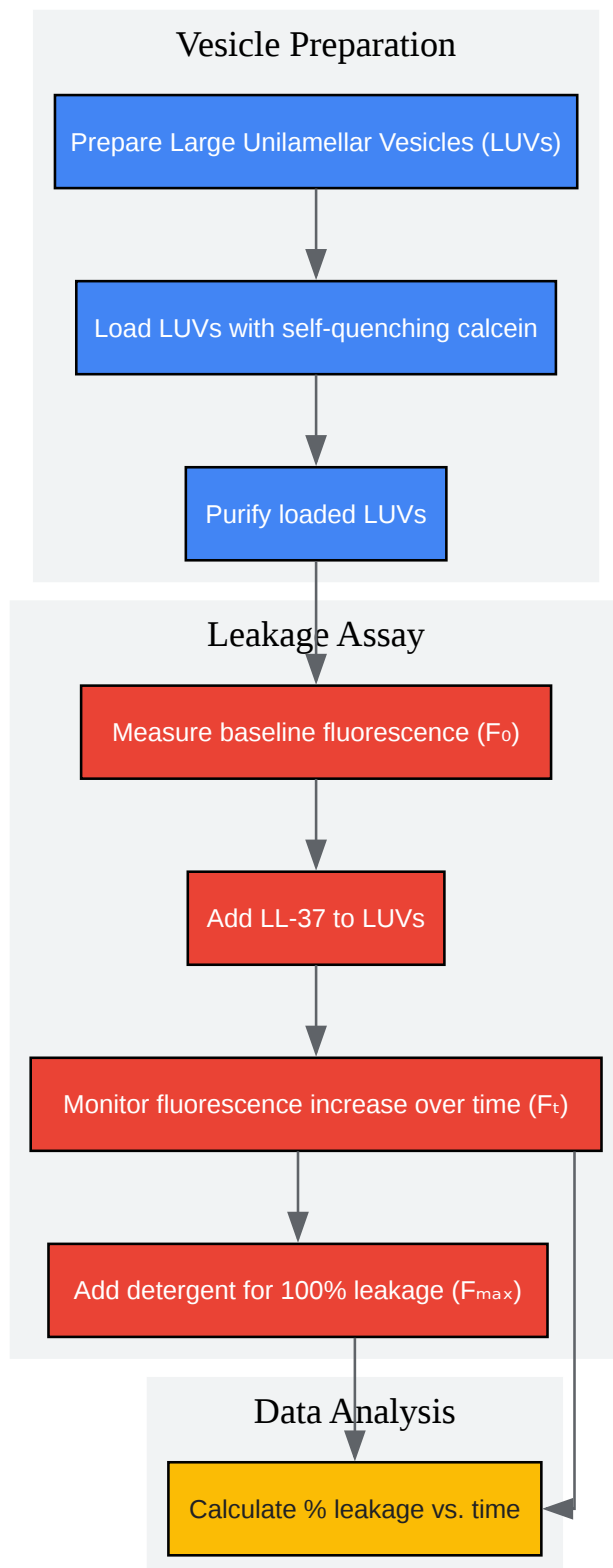 Vesicle Preparation
Prepare Large Unilamellar Vesicles (LUVs)
Load LUVs with self-quenching calcein
Purify loaded LUVs
Leakage Assay
Measure baseline fluorescence (F₀)
Add LL-37 to LUVs
Monitor fluorescence increase over time (Fₜ)
Add detergent for 100% leakage (Fₘₐₓ)
Data Analysis
Calculate % leakage vs. time